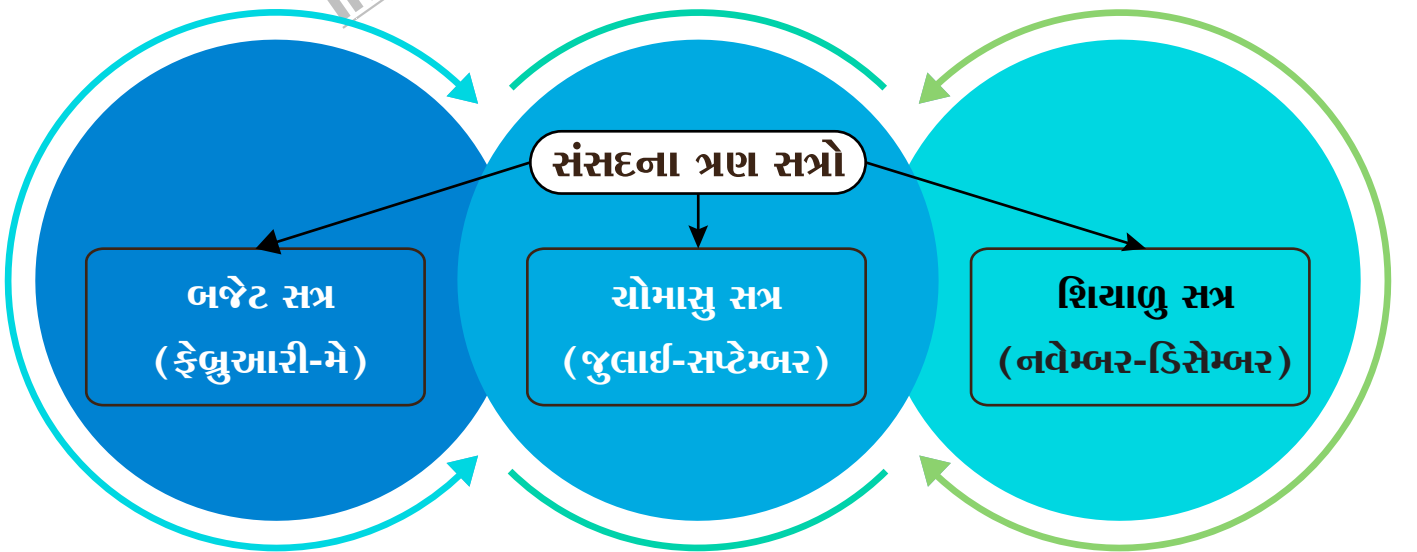 સંસદના ત્રણ સત્રો
બજેટ સત્ર
(ફેબ્રુઆરી-મે)
ચોમાસુ સત્ર
(જુલાઈ-સપ્ટેમ્બર)
શિયાળુ સત્ર
(નવેમ્બર-ડિસેમ્બર)